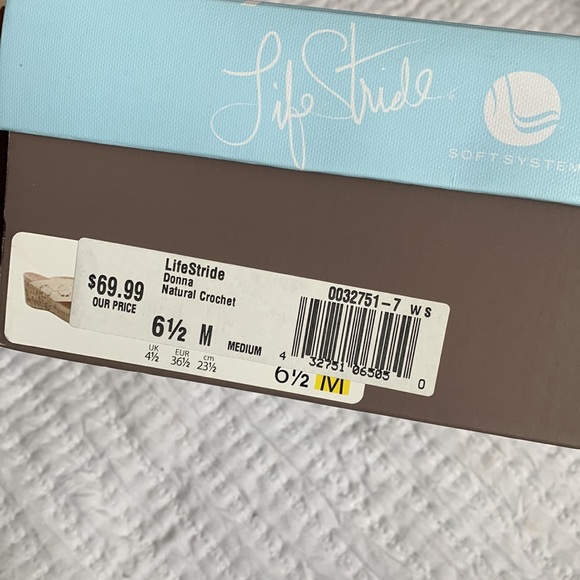 LifeStride
SOFTSYSTEM
$69.99
OUR PRICE
LifeStride
Donna
Natural Crochet
6½ M MEDIUM
0032751-7 W S
4 32751 06505 0
UK EUR cm
4½ 36½ 23½
6½ M